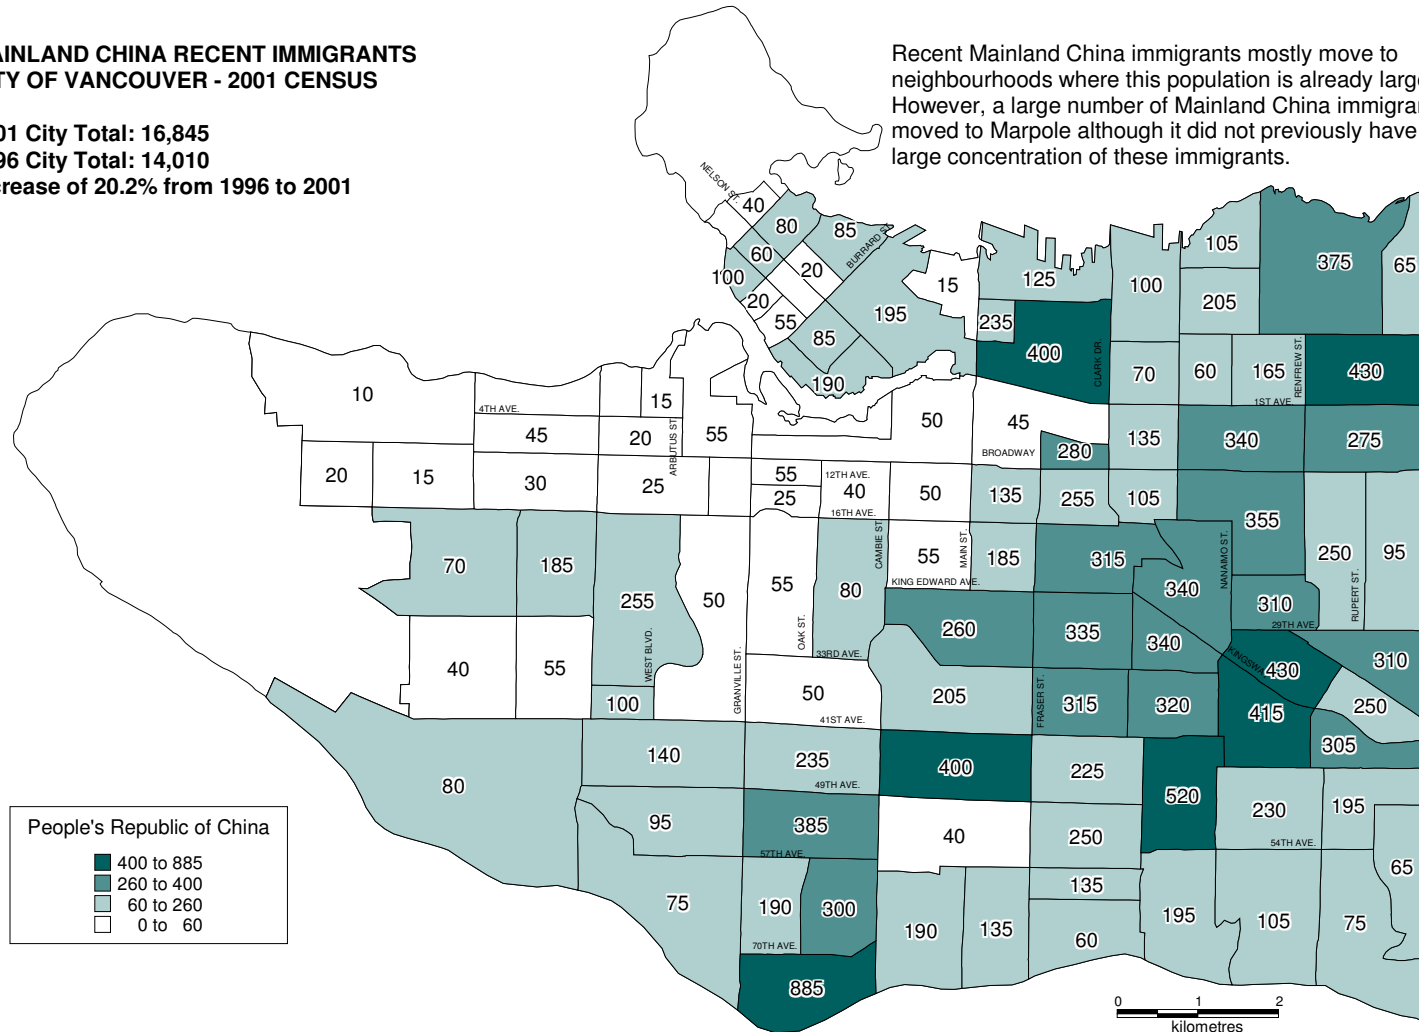 AINLAND CHINA RECENT IMMIGRANTS
TY OF VANCOUVER - 2001 CENSUS
01 City Total: 16,845
96 City Total: 14,010
crease of 20.2% from 1996 to 2001
Recent Mainland China immigrants mostly move to
neighbourhoods where this population is already large
However, a large number of Mainland China immigra
moved to Marpole although it did not previously have
large concentration of these immigrants.
NELSON ST.
40
80
85
BURRARD ST.
60
20
100
20
55
85
195
190
15
125
235
400
CLARK DR.
100
70
105
205
375
65
60
165
RENFREW ST.
1ST AVE.
430
10
4TH AVE.
15
45
20
ARBUTUS ST.
55
50
45
BROADWAY
280
135
340
275
20
15
30
25
55
25
12TH AVE.
40
16TH AVE.
50
135
255
105
355
70
185
255
WEST BLVD.
50
GRANVILLE ST.
55
OAK ST.
80
33RD AVE.
CAMBIE ST.
55
MAIN ST.
KING EDWARD AVE.
185
315
340
NANAIMO ST.
250
RUPERT ST.
95
310
29TH AVE.
260
335
340
KINGSWA
430
310
40
55
100
50
41ST AVE.
205
FRASER ST.
315
320
415
250
305
80
140
235
49TH AVE.
400
225
520
230
54TH AVE.
195
95
385
57TH AVE.
40
250
65
75
190
70TH AVE.
300
190
135
135
60
195
105
75
885
People's Republic of China
400 to 885
260 to 400
60 to 260
0 to 60
0 1 2
kilometres